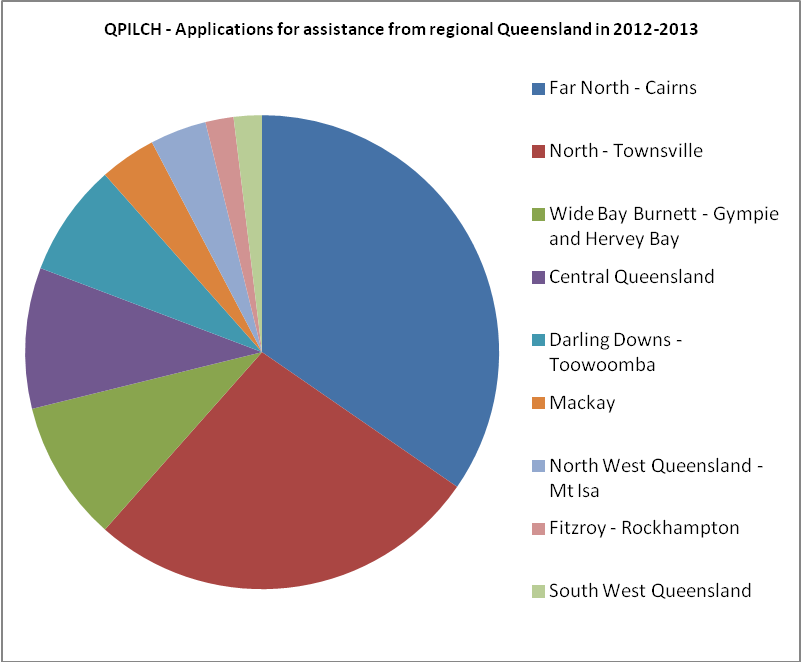 QPILCH - Applications for assistance from regional Queensland in 2012-2013
Far North - Cairns
North - Townsville
Wide Bay Burnett - Gympie
and Hervey Bay
Central Queensland
Darling Downs -
Toowoomba
Mackay
North West Queensland -
Mt Isa
Fitzroy - Rockhampton
South West Queensland